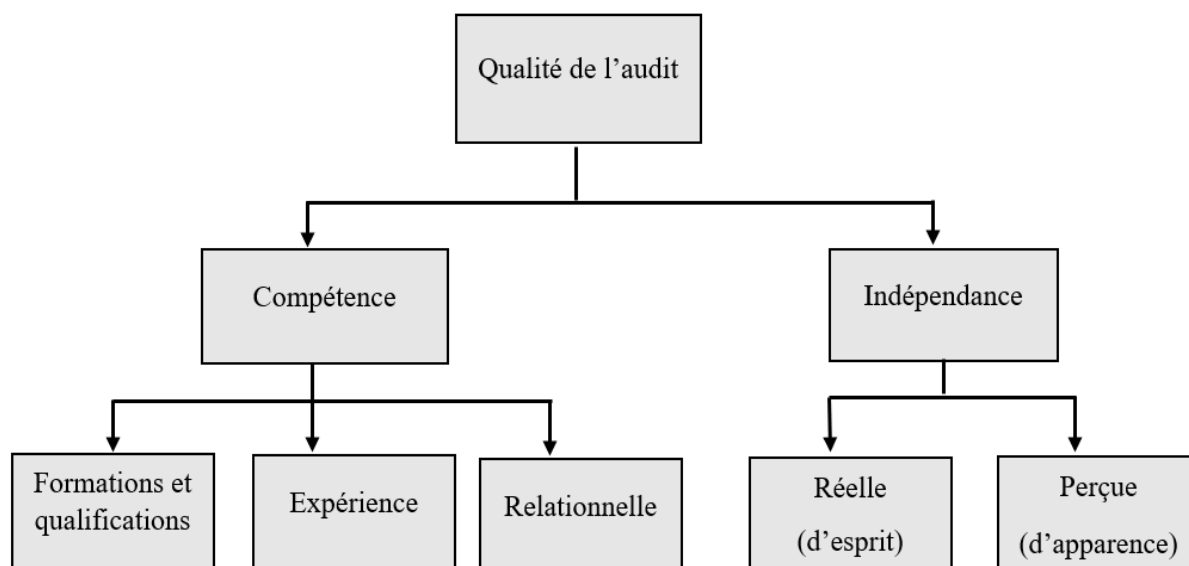 Qualité de l’audit
Compétence
Indépendance
Formations et
qualifications
Expérience
Relationnelle
Réelle
(d’esprit)
Perçue
(d’apparence)